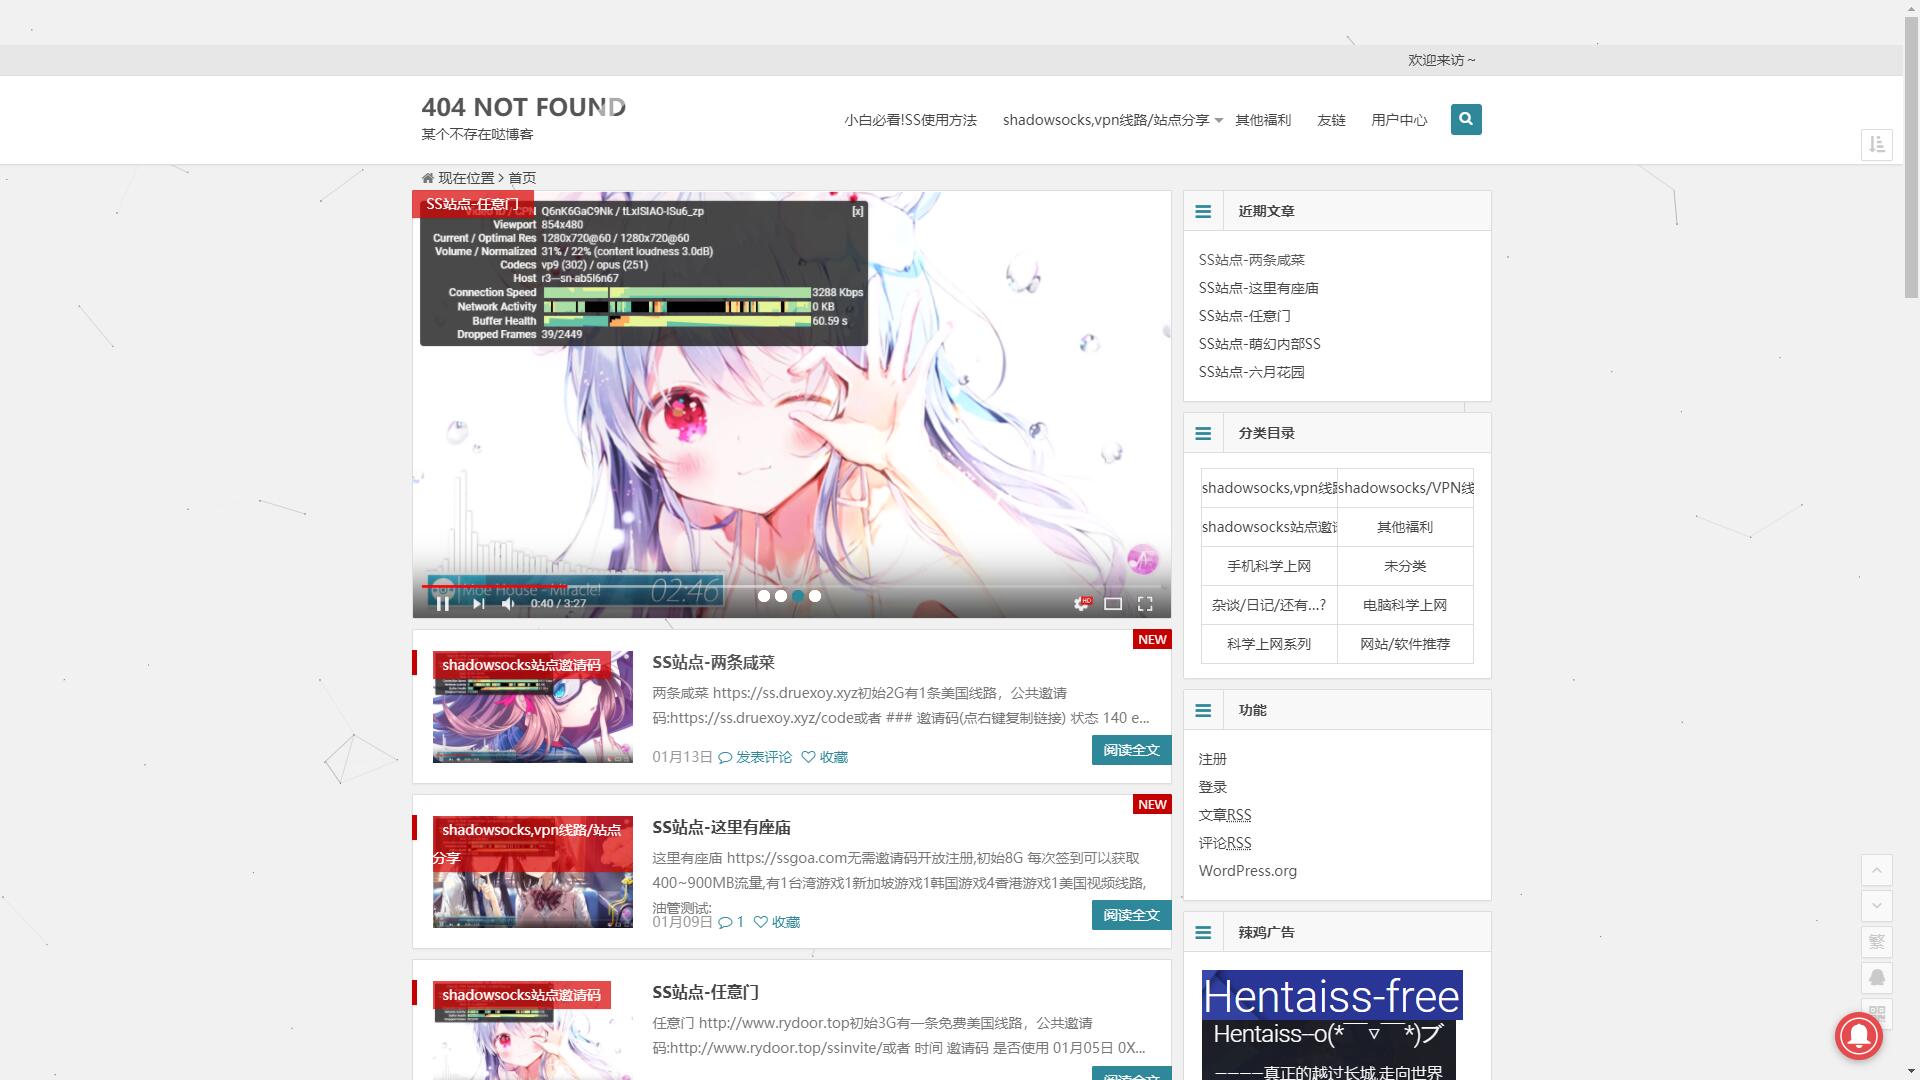 欢迎来访 ~
404 NOT FOUND
某个不存在哒博客
小白必看!SS使用方法
shadowsocks,vpn线路/站点分享
其他福利
友链
用户中心
现在位置 > 首页
SS站点-任意门
Q6nK6GaC9Nk / tLxISIAO-ISu6_zp
[x]
Viewport 854x480
Current / Optimal Res 1280x720@60 / 1280x720@60
Volume / Normalized 31% / 22% (content loudness 3.0dB)
Codecs vp9 (302) / opus (251)
Host r3---sn-ab5l6n67
Connection Speed 3288 Kbps
Network Activity 0 KB
Buffer Health 60.59 s
Dropped Frames 39/2449
Moe House - Miracle!
02:46
0:40 / 3:27
HD
NEW
shadowsocks站点邀请码
SS站点-两条咸菜
两条咸菜 https://ss.druexoy.xyz初始2G有1条美国线路，公共邀请
码:https://ss.druexoy.xyz/code或者 ### 邀请码(点右键复制链接) 状态 140 e...
01月13日 发表评论 收藏
阅读全文
NEW
shadowsocks,vpn线路/站点
分享
SS站点-这里有座庙
这里有座庙 https://ssgoa.com无需邀请码开放注册,初始8G 每次签到可以获取
400~900MB流量,有1台湾游戏1新加坡游戏1韩国游戏4香港游戏1美国视频线路,
油管测试:
01月09日 1 收藏
阅读全文
shadowsocks站点邀请码
SS站点-任意门
任意门 http://www.rydoor.top初始3G有一条免费美国线路，公共邀请
码:http://www.rydoor.top/ssinvite/或者 时间 邀请码 是否使用 01月05日 0X...
阅读全文
近期文章
SS站点-两条咸菜
SS站点-这里有座庙
SS站点-任意门
SS站点-萌幻内部SS
SS站点-六月花园
分类目录
shadowsocks,vpn线路
shadowsocks/VPN线
shadowsocks站点邀请
其他福利
手机科学上网
未分类
杂谈/日记/还有...?
电脑科学上网
科学上网系列
网站/软件推荐
功能
注册
登录
文章RSS
评论RSS
WordPress.org
辣鸡广告
Hentaiss-free
Hentaiss--o(*￣▽￣*)ブ
————真正的越过长城,走向世界
繁